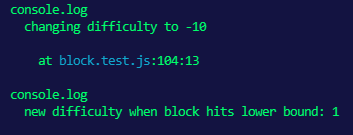 console.log
changing difficulty to -10
at block.test.js:104:13
console.log
new difficulty when block hits lower bound: 1